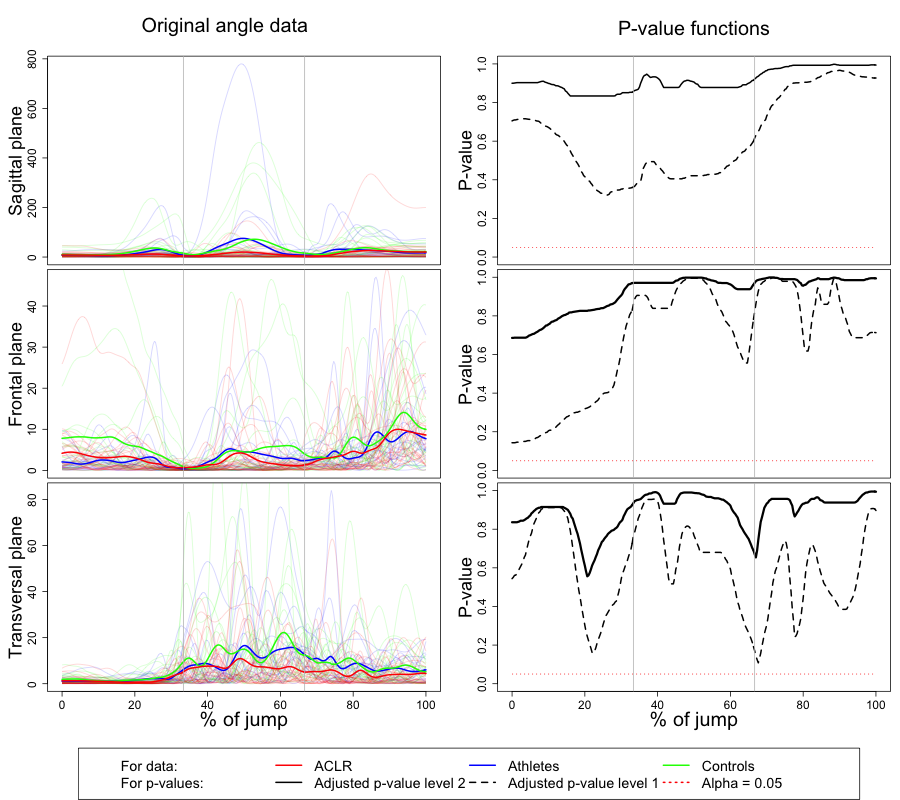 Original angle data
P-value functions
Sagittal plane
0 200 400 600 800
P-value
0.0 0.2 0.4 0.6 0.8 1.0
Frontal plane
0 10 20 30 40
P-value
0.0 0.2 0.4 0.6 0.8 1.0
Transversal plane
0 20 40 60 80
P-value
0.0 0.2 0.4 0.6 0.8 1.0
0 20 40 60 80 100
% of jump
0 20 40 60 80 100
% of jump
For data: ACLR Athletes Controls
For p-values: Adjusted p-value level 2 Adjusted p-value level 1 Alpha = 0.05